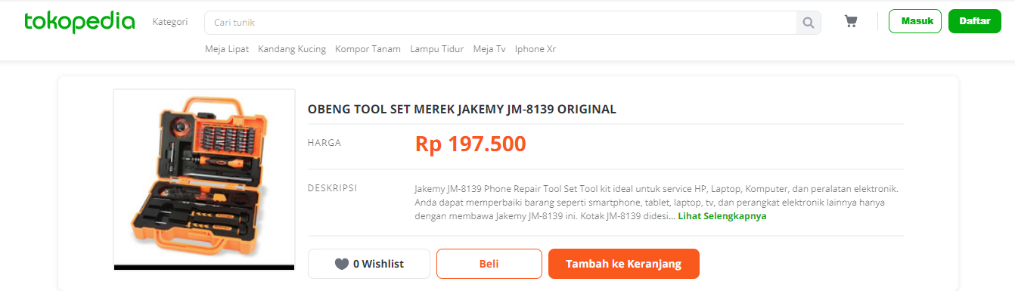 tokopedia
Kategori
Cari tunik
Masuk
Daftar
Meja Lipat Kandang Kucing Kompor Tanam Lampu Tidur Meja Tv Iphone Xr
OBENG TOOL SET MEREK JAKEMY JM-8139 ORIGINAL
HARGA
Rp 197.500
DESKRIPSI
Jakemy JM-8139 Phone Repair Tool Set Tool kit ideal untuk service HP, Laptop, Komputer, dan peralatan elektronik.
Anda dapat memperbaiki barang seperti smartphone, tablet, laptop, tv, dan perangkat elektronik lainnya hanya
dengan membawa Jakemy JM-8139 ini. Kotak JM-8139 didesi... Lihat Selengkapnya
0 Wishlist
Beli
Tambah ke Keranjang